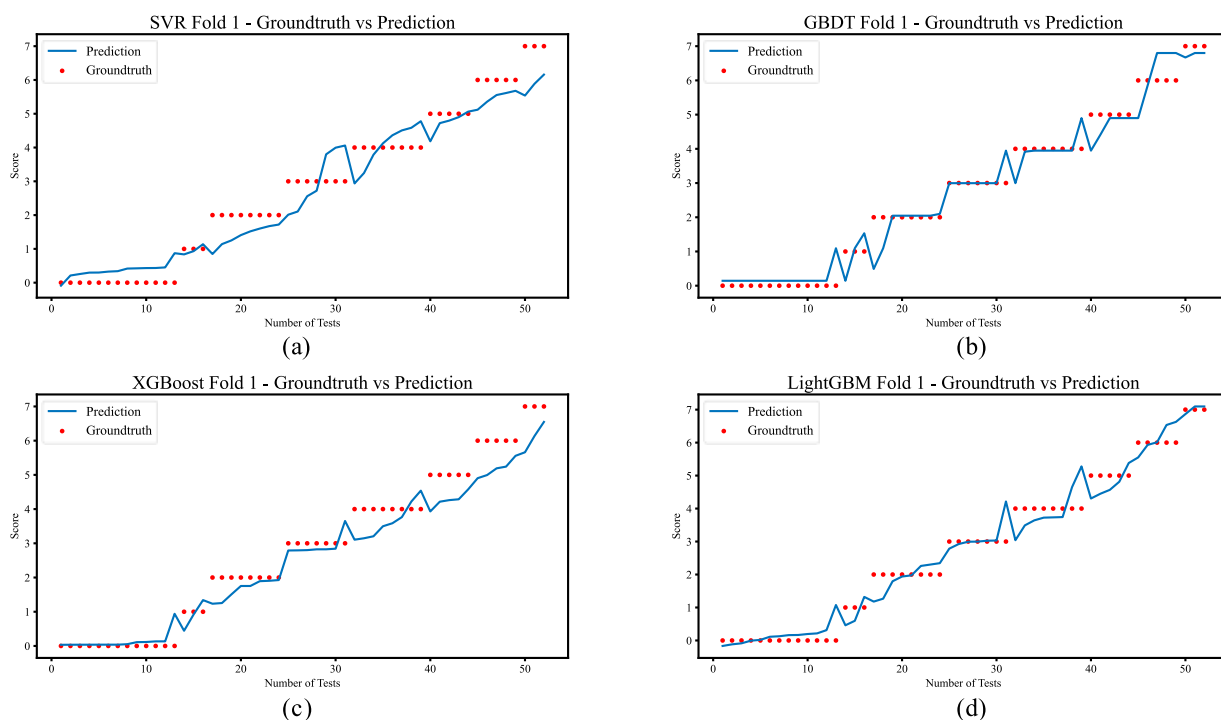 SVR Fold 1 - Groundtruth vs Prediction
Prediction
Groundtruth
7
6
5
4
3
2
1
0
Score
0 10 20 30 40 50
Number of Tests
(a)
GBDT Fold 1 - Groundtruth vs Prediction
Prediction
Groundtruth
7
6
5
4
3
2
1
0
Score
0 10 20 30 40 50
Number of Tests
(b)
XGBoost Fold 1 - Groundtruth vs Prediction
Prediction
Groundtruth
7
6
5
4
3
2
1
0
Score
0 10 20 30 40 50
Number of Tests
(c)
LightGBM Fold 1 - Groundtruth vs Prediction
Prediction
Groundtruth
7
6
5
4
3
2
1
0
Score
0 10 20 30 40 50
Number of Tests
(d)